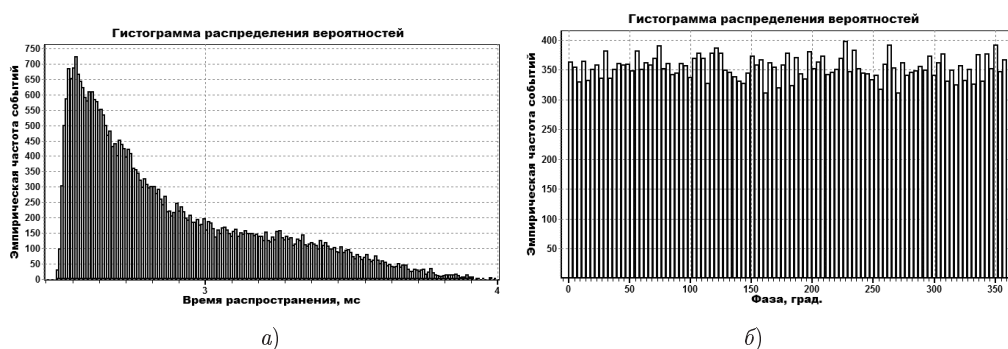 Гистограмма распределения вероятностей
Эмпирическая частота событий
750
700
650
600
550
500
450
400
350
300
250
200
150
100
50
0
3
4
Время распространения, мс
а)
Гистограмма распределения вероятностей
Эмпирическая частота событий
400
350
300
250
200
150
100
50
0 50 100 150 200 250 300 350
Фаза, град.
б)